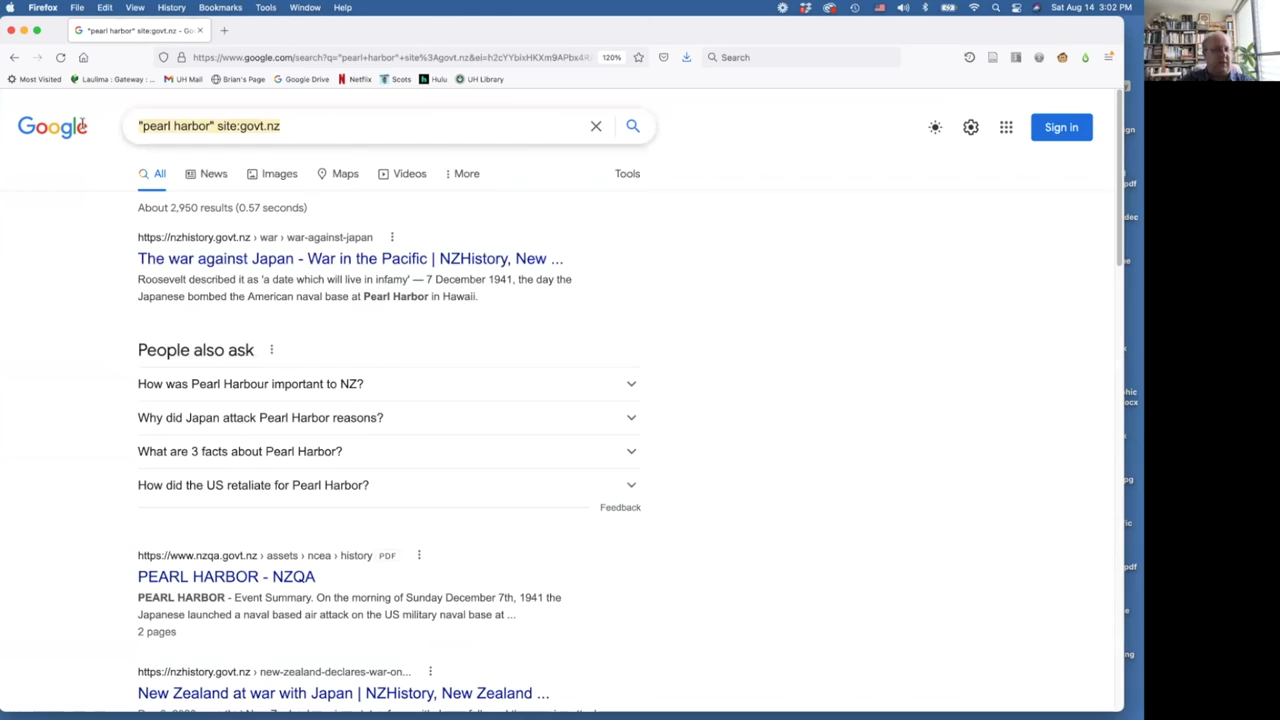 Firefox File Edit View History Bookmarks Tools Window Help
Sat Aug 14 3:02 PM
"pearl harbor" site:govt.nz - Go
https://www.google.com/search?q="pearl+harbor"+site%3Agovt.nz&ei=
120%
Search
Most Visited Laulima : Gateway : ... UH Mail Brian's Page Google Drive Netflix Scots Hulu UH Library
Google
"pearl harbor" site:govt.nz
Sign in
All News Images Maps Videos More Tools
About 2,950 results (0.57 seconds)
https://nzhistory.govt.nz › war › war-against-japan
The war against Japan - War in the Pacific | NZHistory, New ...
Roosevelt described it as 'a date which will live in infamy' — 7 December 1941, the day the
Japanese bombed the American naval base at Pearl Harbor in Hawaii.
People also ask
How was Pearl Harbour important to NZ?
Why did Japan attack Pearl Harbor reasons?
What are 3 facts about Pearl Harbor?
How did the US retaliate for Pearl Harbor?
Feedback
https://www.nzqa.govt.nz › assets › ncea › history PDF
PEARL HARBOR - NZQA
PEARL HARBOR - Event Summary. On the morning of Sunday December 7th, 1941 the
Japanese launched a naval based air attack on the US military naval base at ...
2 pages
https://nzhistory.govt.nz › new-zealand-declares-war-on...
New Zealand at war with Japan | NZHistory, New Zealand ...